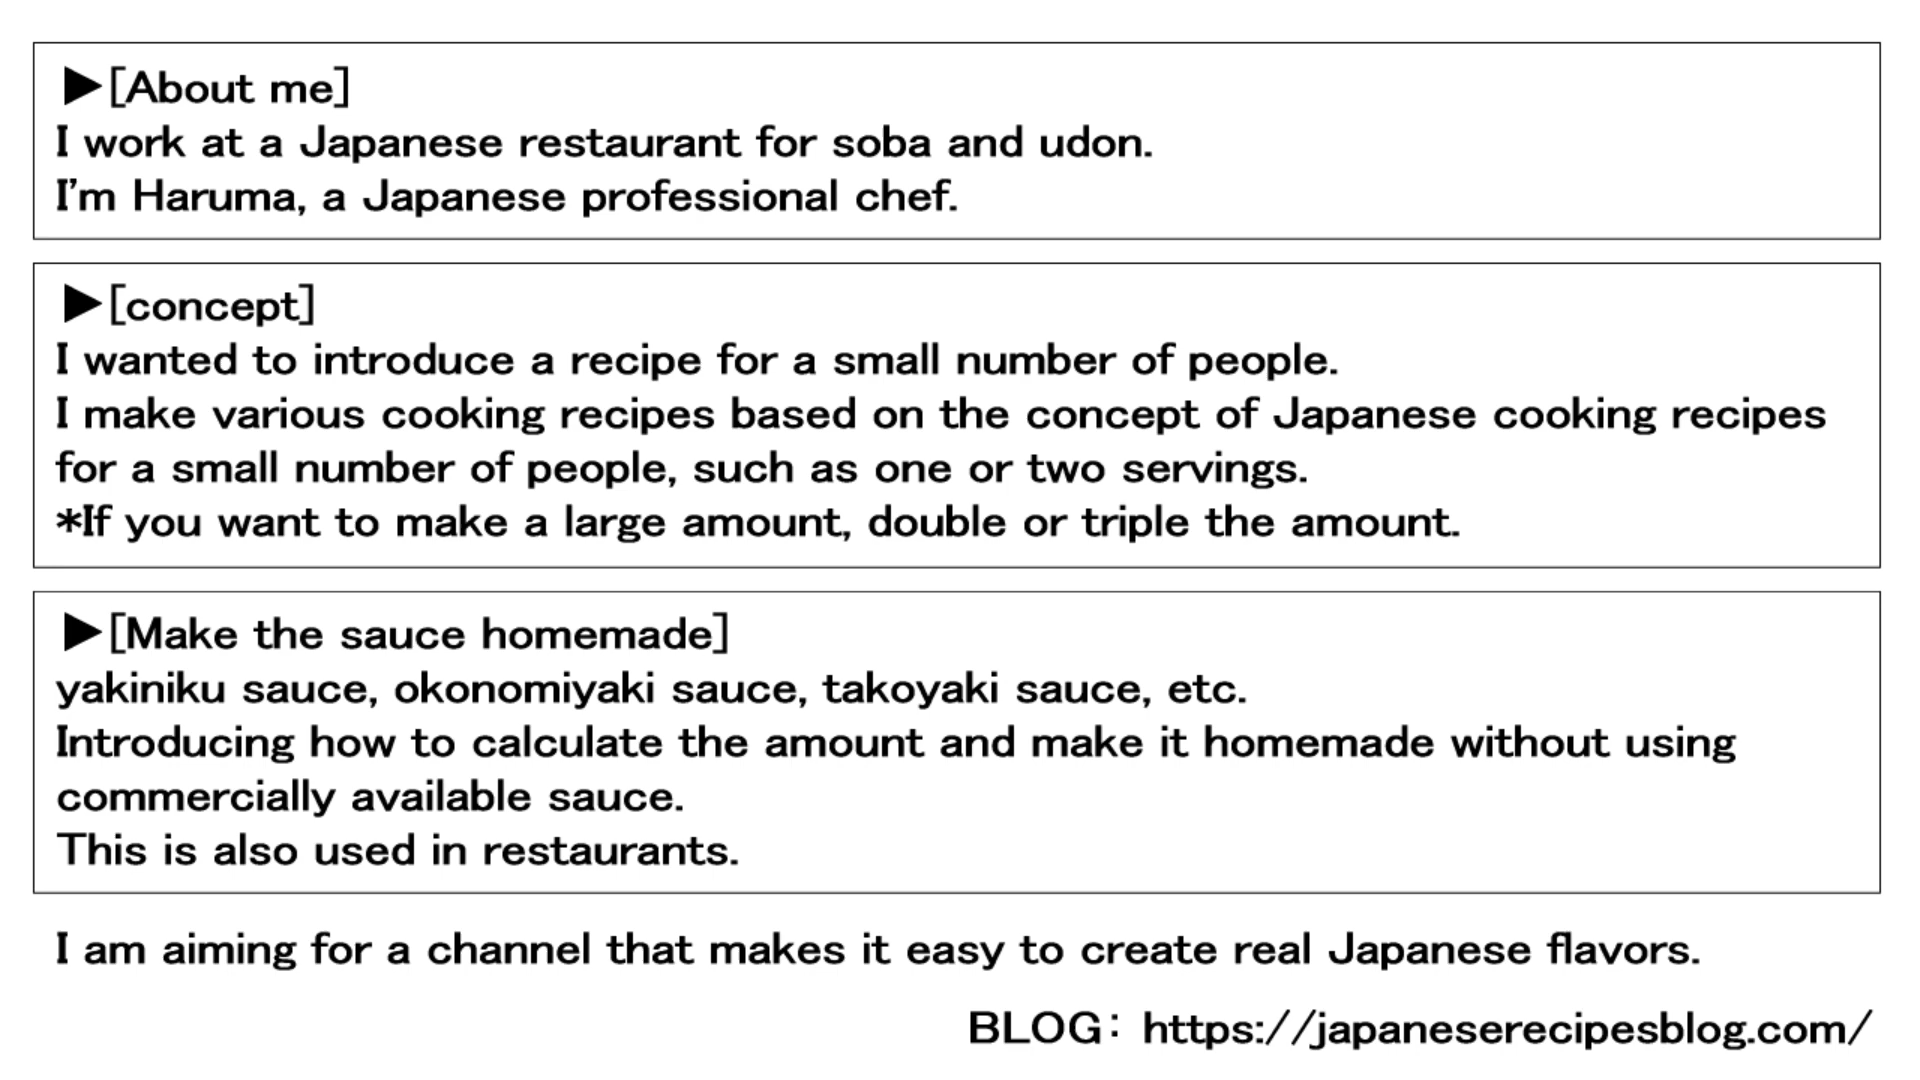 ▶[About me]
I work at a Japanese restaurant for soba and udon.
I'm Haruma, a Japanese professional chef.
▶[concept]
I wanted to introduce a recipe for a small number of people.
I make various cooking recipes based on the concept of Japanese cooking recipes
for a small number of people, such as one or two servings.
*If you want to make a large amount, double or triple the amount.
▶[Make the sauce homemade]
yakiniku sauce, okonomiyaki sauce, takoyaki sauce, etc.
Introducing how to calculate the amount and make it homemade without using
commercially available sauce.
This is also used in restaurants.
I am aiming for a channel that makes it easy to create real Japanese flavors.
BLOG: https://japaneserecipesblog.com/